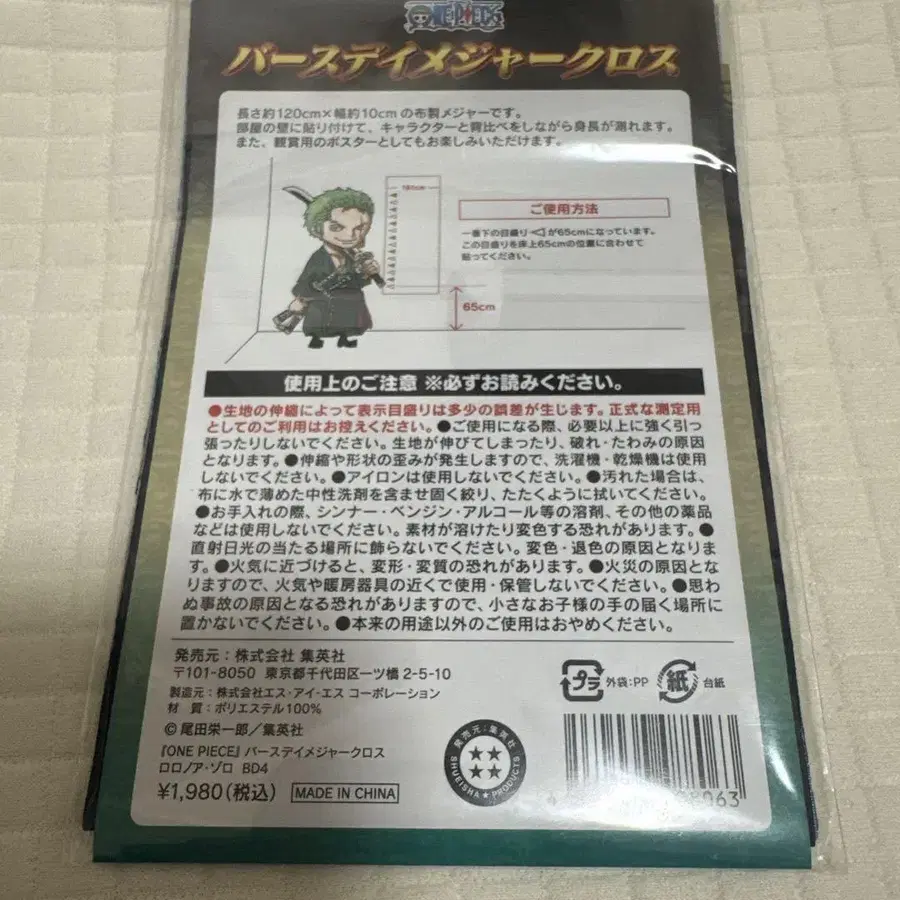 ONE PIECE
バースデイメジャークロス
長さ約120cm×幅約10cm の布製メジャーです。
部屋の壁に貼り付けて、キャラクターと背比べをしながら身長が測れます。
また、観賞用のポスターとしてもお楽しみいただけます。
180cm
ご使用方法
一番下の目盛り◁が65cmになっています。
この目盛りを床上65cmの位置に合わせて
貼ってください。
65cm
使用上のご注意 ※必ずお読みください。
●生地の伸縮によって表示目盛りは多少の誤差が生じます。正式な測定用
としてのご利用はお控えください。●ご使用になる際、必要以上に強く引っ
張ったりしないでください。生地が伸びてしまったり、破れ・たわみの原因
となります。●伸縮や形状の歪みが発生しますので、洗濯機・乾燥機は使用
しないでください。●アイロンは使用しないでください。●汚れた場合は、
布に水で薄めた中性洗剤を含ませ固く絞り、たたくように拭いてください。
●お手入れの際、シンナー・ベンジン・アルコール等の溶剤、その他の薬品
などは使用しないでください。素材が溶けたり変色する恐れがあります。●
直射日光の当たる場所に飾らないでください。変色・退色の原因となりま
す。●火気に近づけると、変形・変質の恐れがあります。●火災の原因とな
りますので、火気や暖房器具の近くで使用・保管しないでください。●思わ
ぬ事故の原因となる恐れがありますので、小さなお子様の手の届く場所に
置かないでください。●本来の用途以外のご使用はおやめください。
発売元：株式会社 集英社
〒101-8050 東京都千代田区一ツ橋 2-5-10
製造元：株式会社エス・アイ・エス コーポレーション
材 質：ポリエステル100%
©尾田栄一郎／集英社
『ONE PIECE』バースデイメジャークロス
ロロノア・ゾロ BD4
¥1,980(税込) MADE IN CHINA
プラ 外袋：PP 紙 台紙
発売元：集英社
SHUEISHA★PRODUCTS